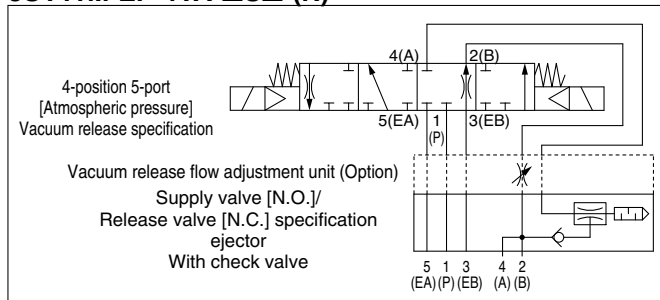 4(A) 2(B)
4-position 5-port
[Atmospheric pressure]
Vacuum release specification
5(EA) 1 3(EB)
(P)
Vacuum release flow adjustment unit (Option)
Supply valve [N.O.]/
Release valve [N.C.] specification
ejector
With check valve
5 1 3 4 2
(EA) (P) (EB) (A) (B)